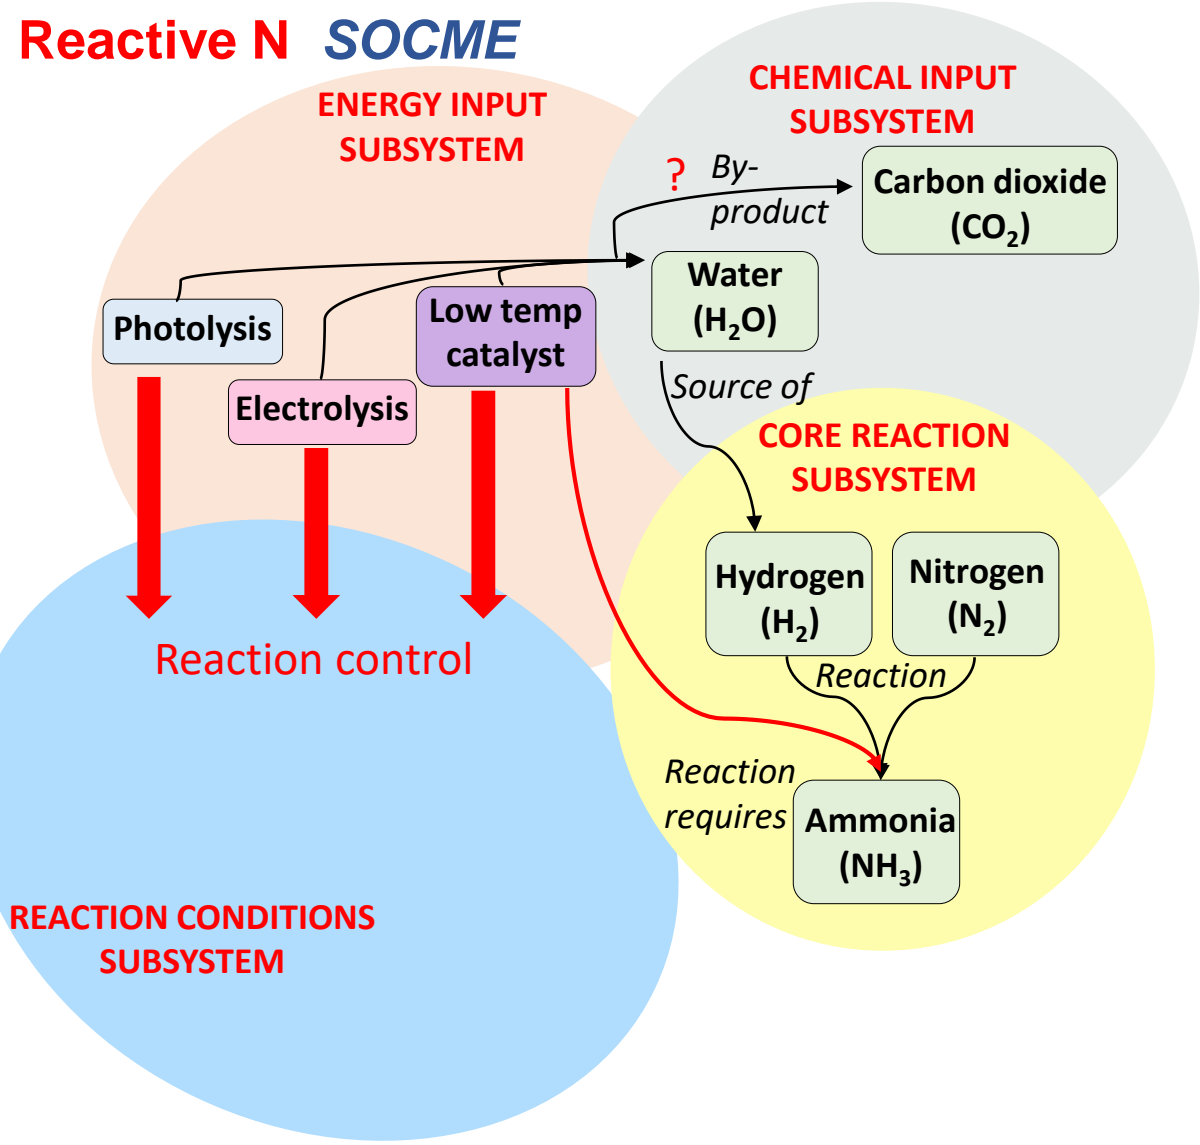 Reactive N SOCME
ENERGY INPUT
SUBSYSTEM
CHEMICAL INPUT
SUBSYSTEM
? By-
product
Carbon dioxide
(CO₂)
Water
(H₂O)
Photolysis
Low temp
catalyst
Electrolysis
Source of
CORE REACTION
SUBSYSTEM
Hydrogen
(H₂)
Nitrogen
(N₂)
Reaction control
Reaction
Reaction
requires
Ammonia
(NH₃)
REACTION CONDITIONS
SUBSYSTEM